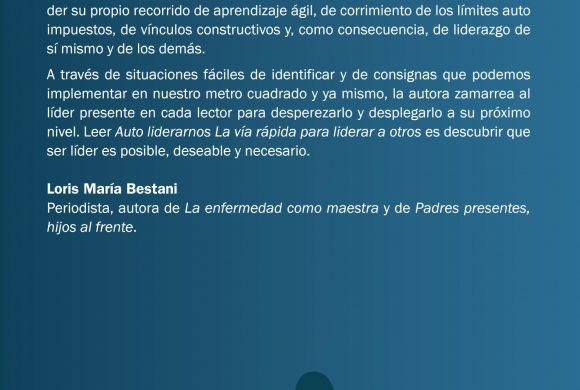 der su propio recorrido de aprendizaje ágil, de corrimiento de los límites auto
impuestos, de vínculos constructivos y, como consecuencia, de liderazgo de
sí mismo y de los demás.
A través de situaciones fáciles de identificar y de consignas que podemos
implementar en nuestro metro cuadrado y ya mismo, la autora zamarrea al
líder presente en cada lector para desperezarlo y desplegarlo a su próximo
nivel. Leer Auto liderarnos La vía rápida para liderar a otros es descubrir que
ser líder es posible, deseable y necesario.
Loris María Bestani
Periodista, autora de La enfermedad como maestra y de Padres presentes,
hijos al frente.